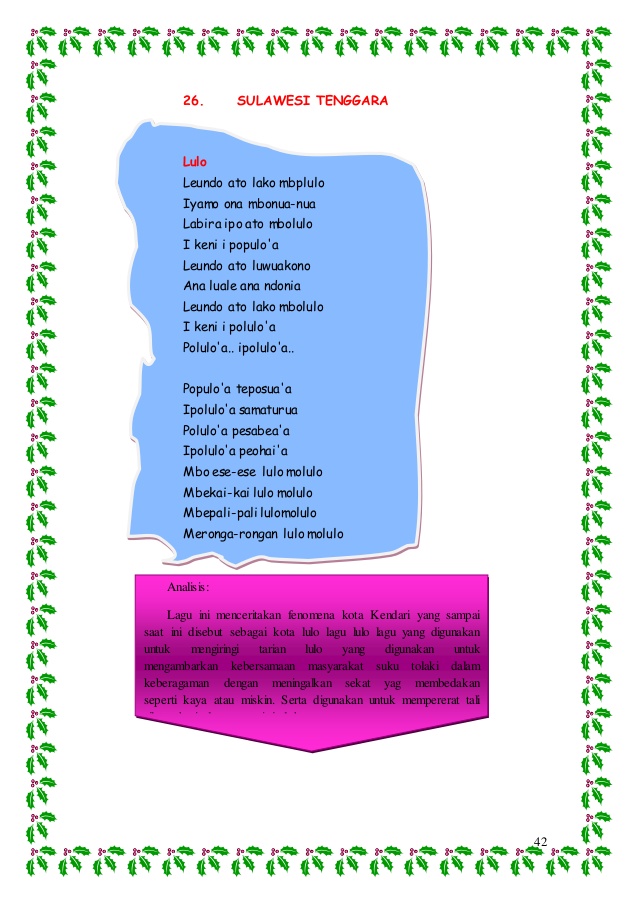 26. SULAWESI TENGGARA
Lulo
Leundo ato lako mbplulo
Iyamo ona mbonua-nua
Labira ipo ato mbolulo
I keni i populo'a
Leundo ato luwuakono
Ana luale ana ndonia
Leundo ato lako mbolulo
I keni i polulo'a
Polulo'a.. ipolulo'a..
Populo'a teposua'a
Ipolulo'a samaturua
Polulo'a pesabea'a
Ipolulo'a peohai'a
Mbo ese-ese lulo molulo
Mbekai-kai lulo molulo
Mbepali-pali lulomolulo
Meronga-rongan lulo molulo
Analisis:
Lagu ini menceritakan fenomena kota Kendari yang sampai
saat ini disebut sebagai kota lulo lagu lulo lagu yang digunakan
untuk mengiringi tarian lulo yang digunakan untuk
mengambarkan kebersamaan masyarakat suku tolaki dalam
keberagaman dengan meningalkan sekat yag membedakan
seperti kaya atau miskin. Serta digunakan untuk mempererat tali
42